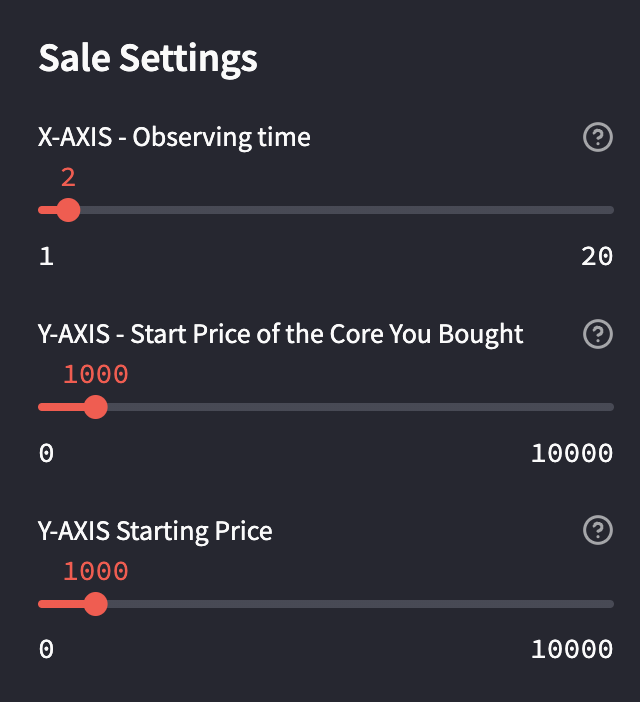 Sale Settings
X-AXIS - Observing time
2
1 20
Y-AXIS - Start Price of the Core You Bought
1000
0 10000
Y-AXIS Starting Price
1000
0 10000